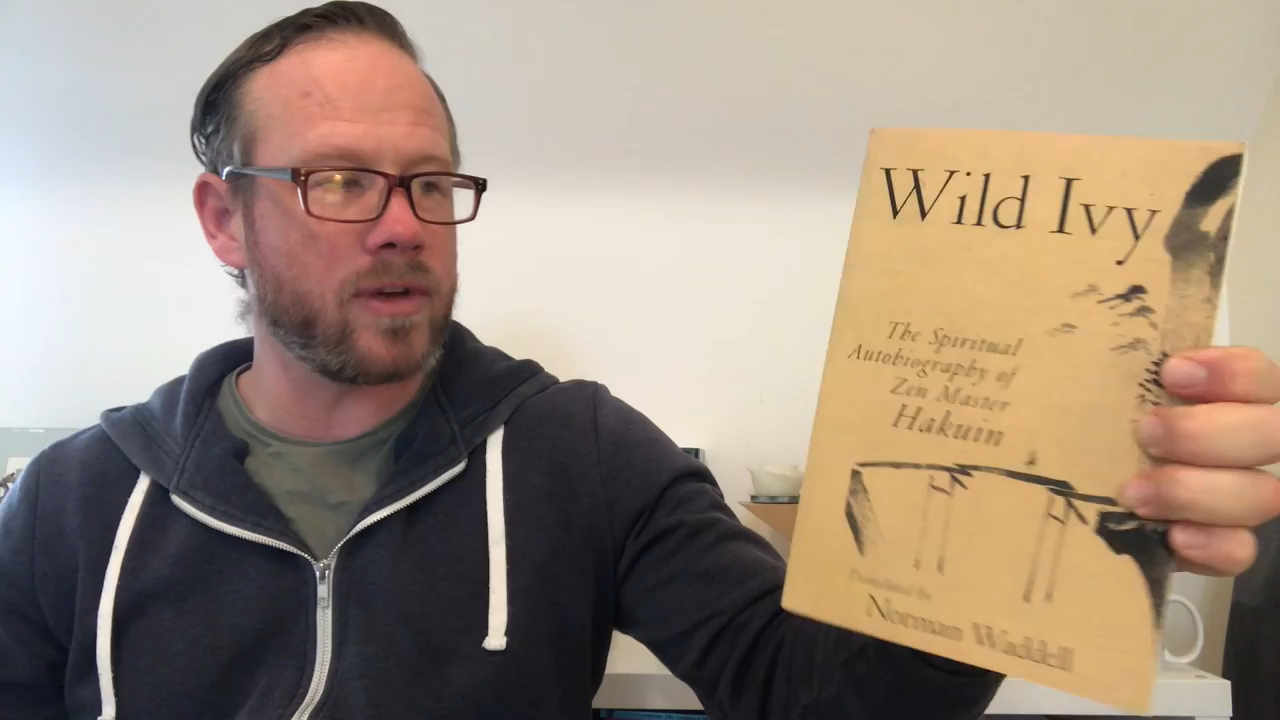 Wild Ivy
The Spiritual
Autobiography of
Zen Master
Hakuin
Translated by
Norman Waddell